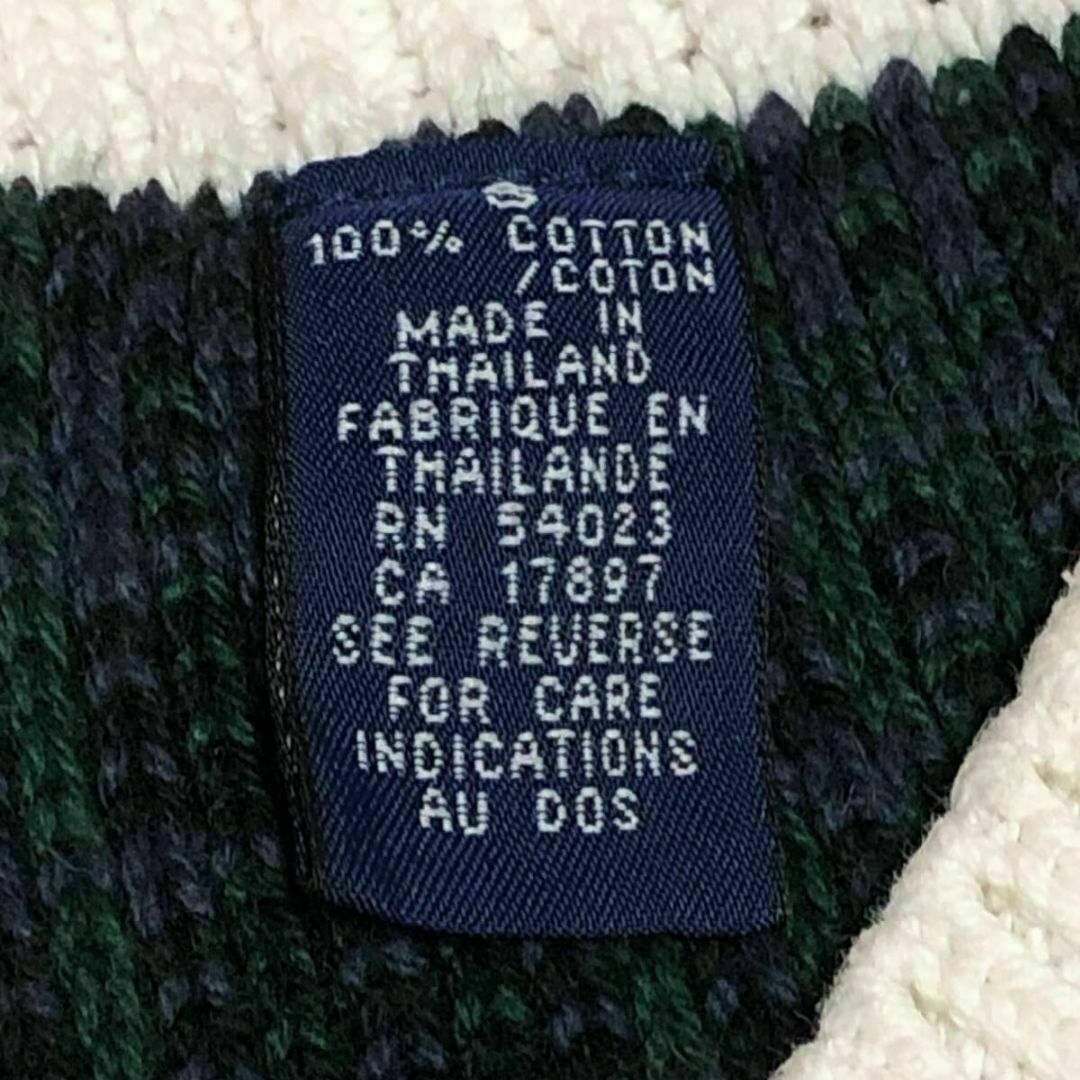 100% COTTON
/COTON
MADE IN
THAILAND
FABRIQUE EN
THAILANDE
RN 54023
CA 17897
SEE REVERSE
FOR CARE
INDICATIONS
AU DOS